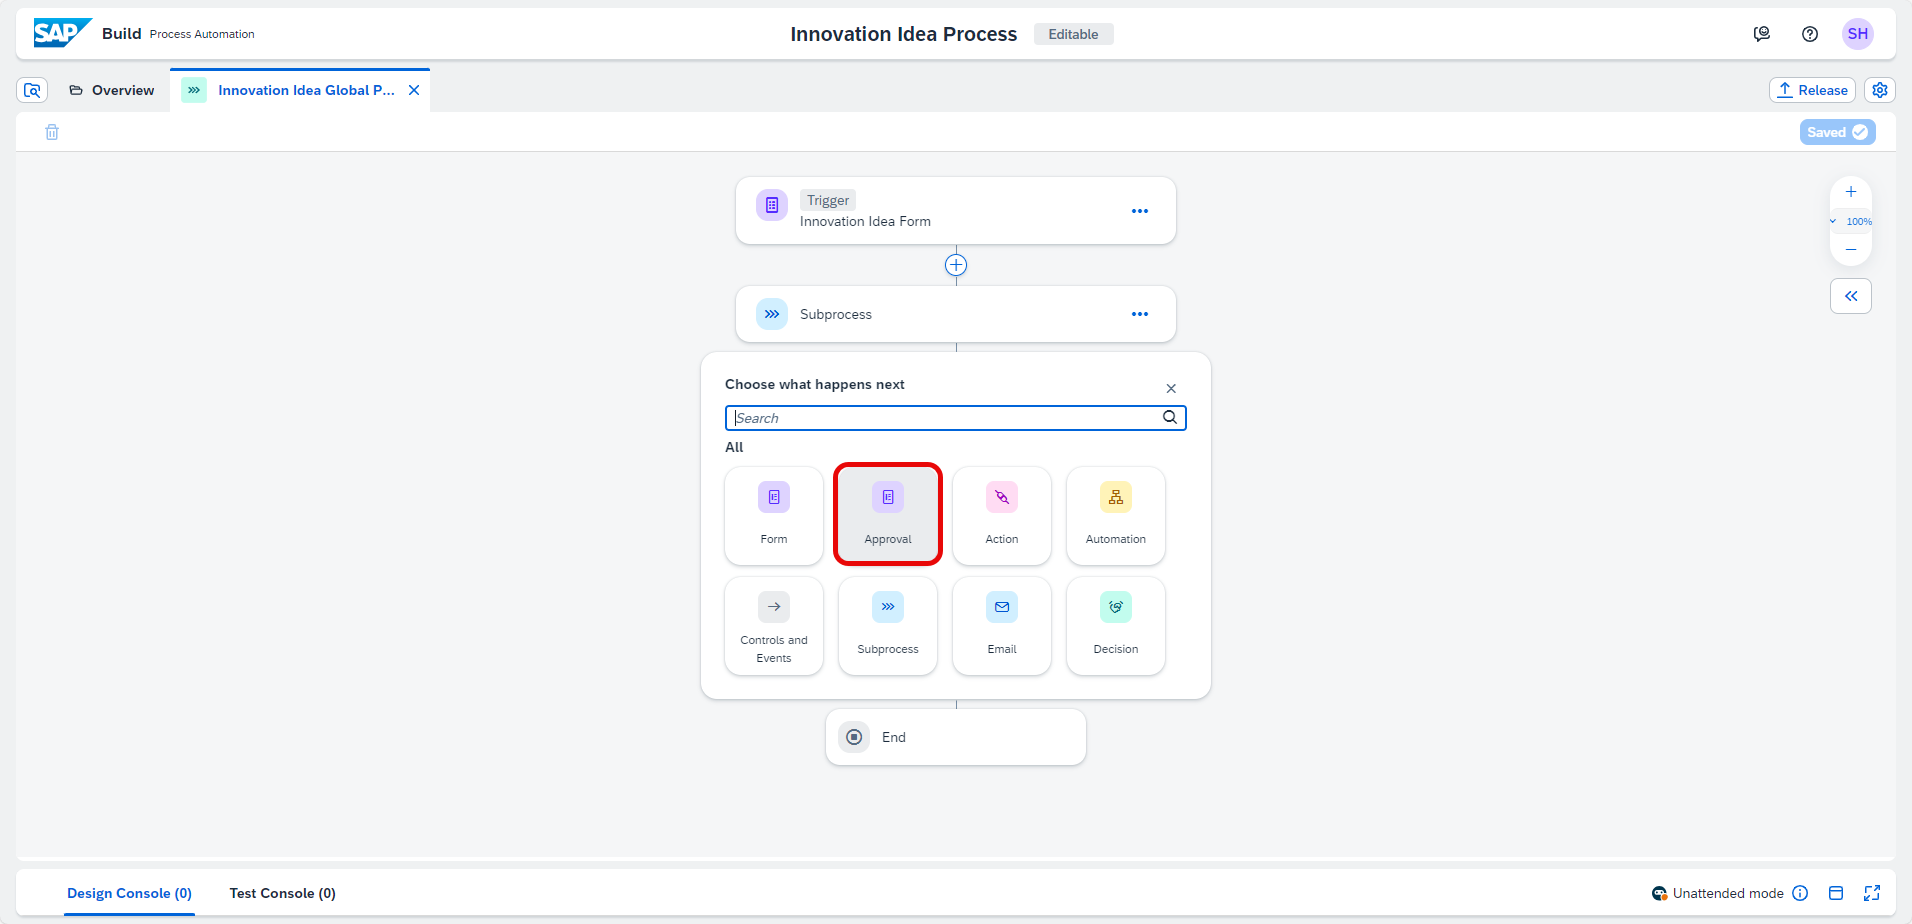 SAP Build Process Automation
Innovation Idea Process Editable
SH
Overview
Innovation Idea Global P...
Release
Saved
Trigger
Innovation Idea Form
100%
Subprocess
Choose what happens next
Search
All
Form
Approval
Action
Automation
Controls and
Events
Subprocess
Email
Decision
End
Design Console (0)
Test Console (0)
Unattended mode